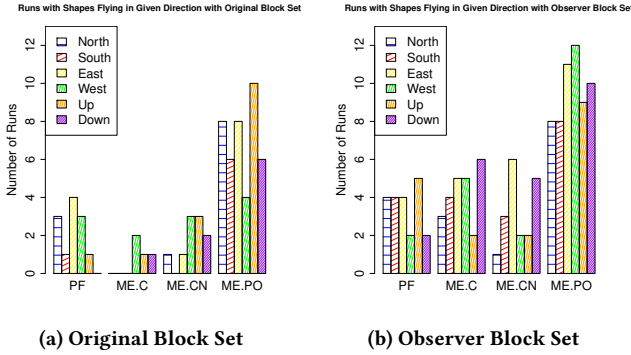 Runs with Shapes Flying in Given Direction with Original Block Set
Number of Runs
0 2 4 6 8 10 12
North
South
East
West
Up
Down
PF ME.C ME.CN ME.PO
(a) Original Block Set
Runs with Shapes Flying in Given Direction with Observer Block Set
Number of Runs
0 2 4 6 8 10 12
North
South
East
West
Up
Down
PF ME.C ME.CN ME.PO
(b) Observer Block Set